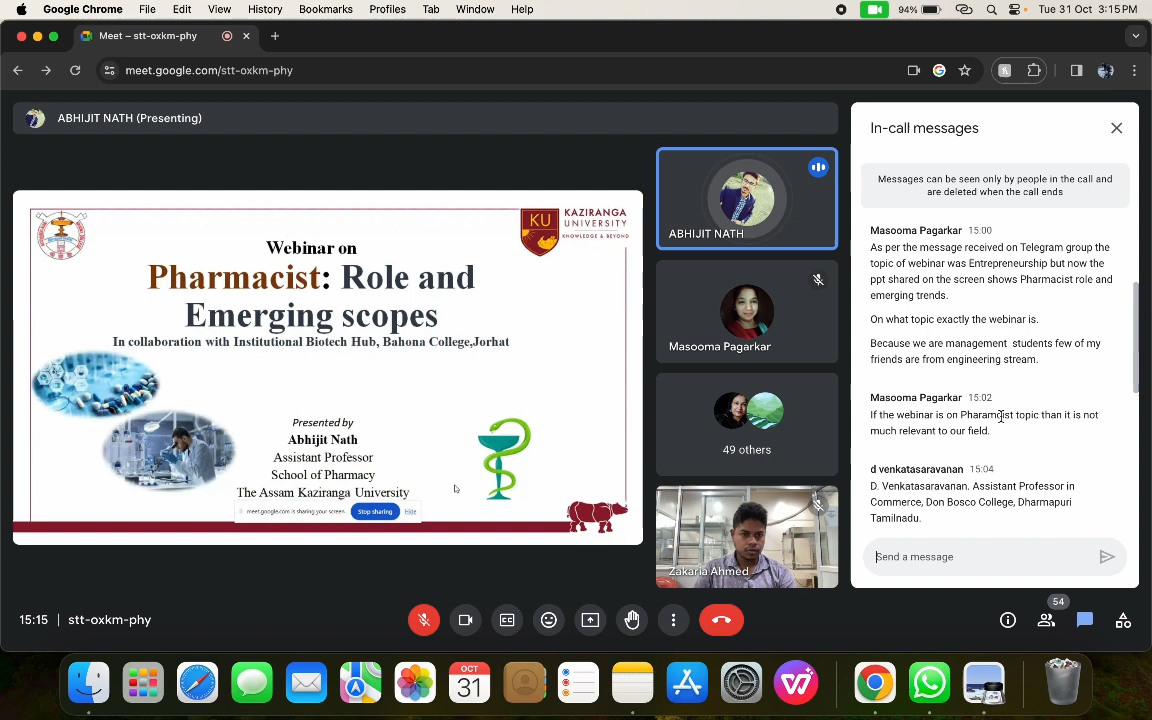 Google Chrome File Edit View History Bookmarks Profiles Tab Window Help 94% Tue 31 Oct 3:15 PM
Meet – stt-oxkm-phy
meet.google.com/stt-oxkm-phy
ABHIJIT NATH (Presenting)
KU
KAZIRANGA
UNIVERSITY
KNOWLEDGE & BEYOND
Webinar on
Pharmacist: Role and
Emerging scopes
In collaboration with Institutional Biotech Hub, Bahona College,Jorhat
Presented by
Abhijit Nath
Assistant Professor
School of Pharmacy
The Assam Kaziranga University
meet.google.com is sharing your screen. Stop sharing Hide
ABHIJIT NATH
Masooma Pagarkar
49 others
Zakaria Ahmed
In-call messages
Messages can be seen only by people in the call and
are deleted when the call ends
Masooma Pagarkar 15:00
As per the message received on Telegram group the
topic of webinar was Entrepreneurship but now the
ppt shared on the screen shows Pharmacist role and
emerging trends.
On what topic exactly the webinar is.
Because we are management students few of my
friends are from engineering stream.
Masooma Pagarkar 15:02
If the webinar is on Pharamcist topic than it is not
much relevant to our field.
d venkatasaravanan 15:04
D. Venkatasaravanan. Assistant Professor in
Commerce, Don Bosco College, Dharmapuri
Tamilnadu.
Send a message
15:15 | stt-oxkm-phy
54
OCT
31